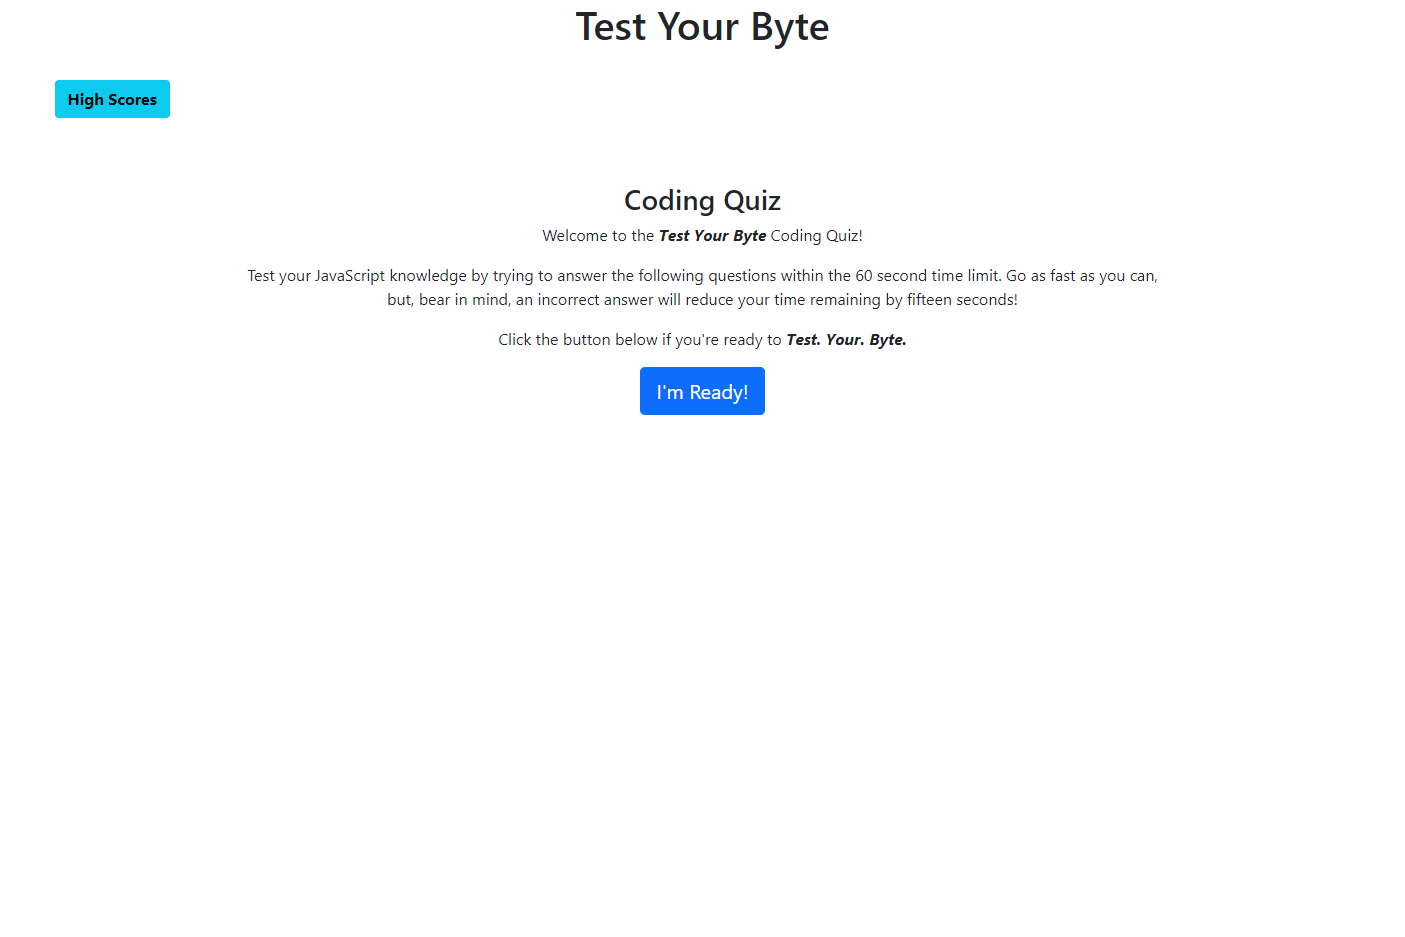 Test Your Byte
High Scores
Coding Quiz
Welcome to the Test Your Byte Coding Quiz!
Test your JavaScript knowledge by trying to answer the following questions within the 60 second time limit. Go as fast as you can,
but, bear in mind, an incorrect answer will reduce your time remaining by fifteen seconds!
Click the button below if you're ready to Test. Your. Byte.
I'm Ready!